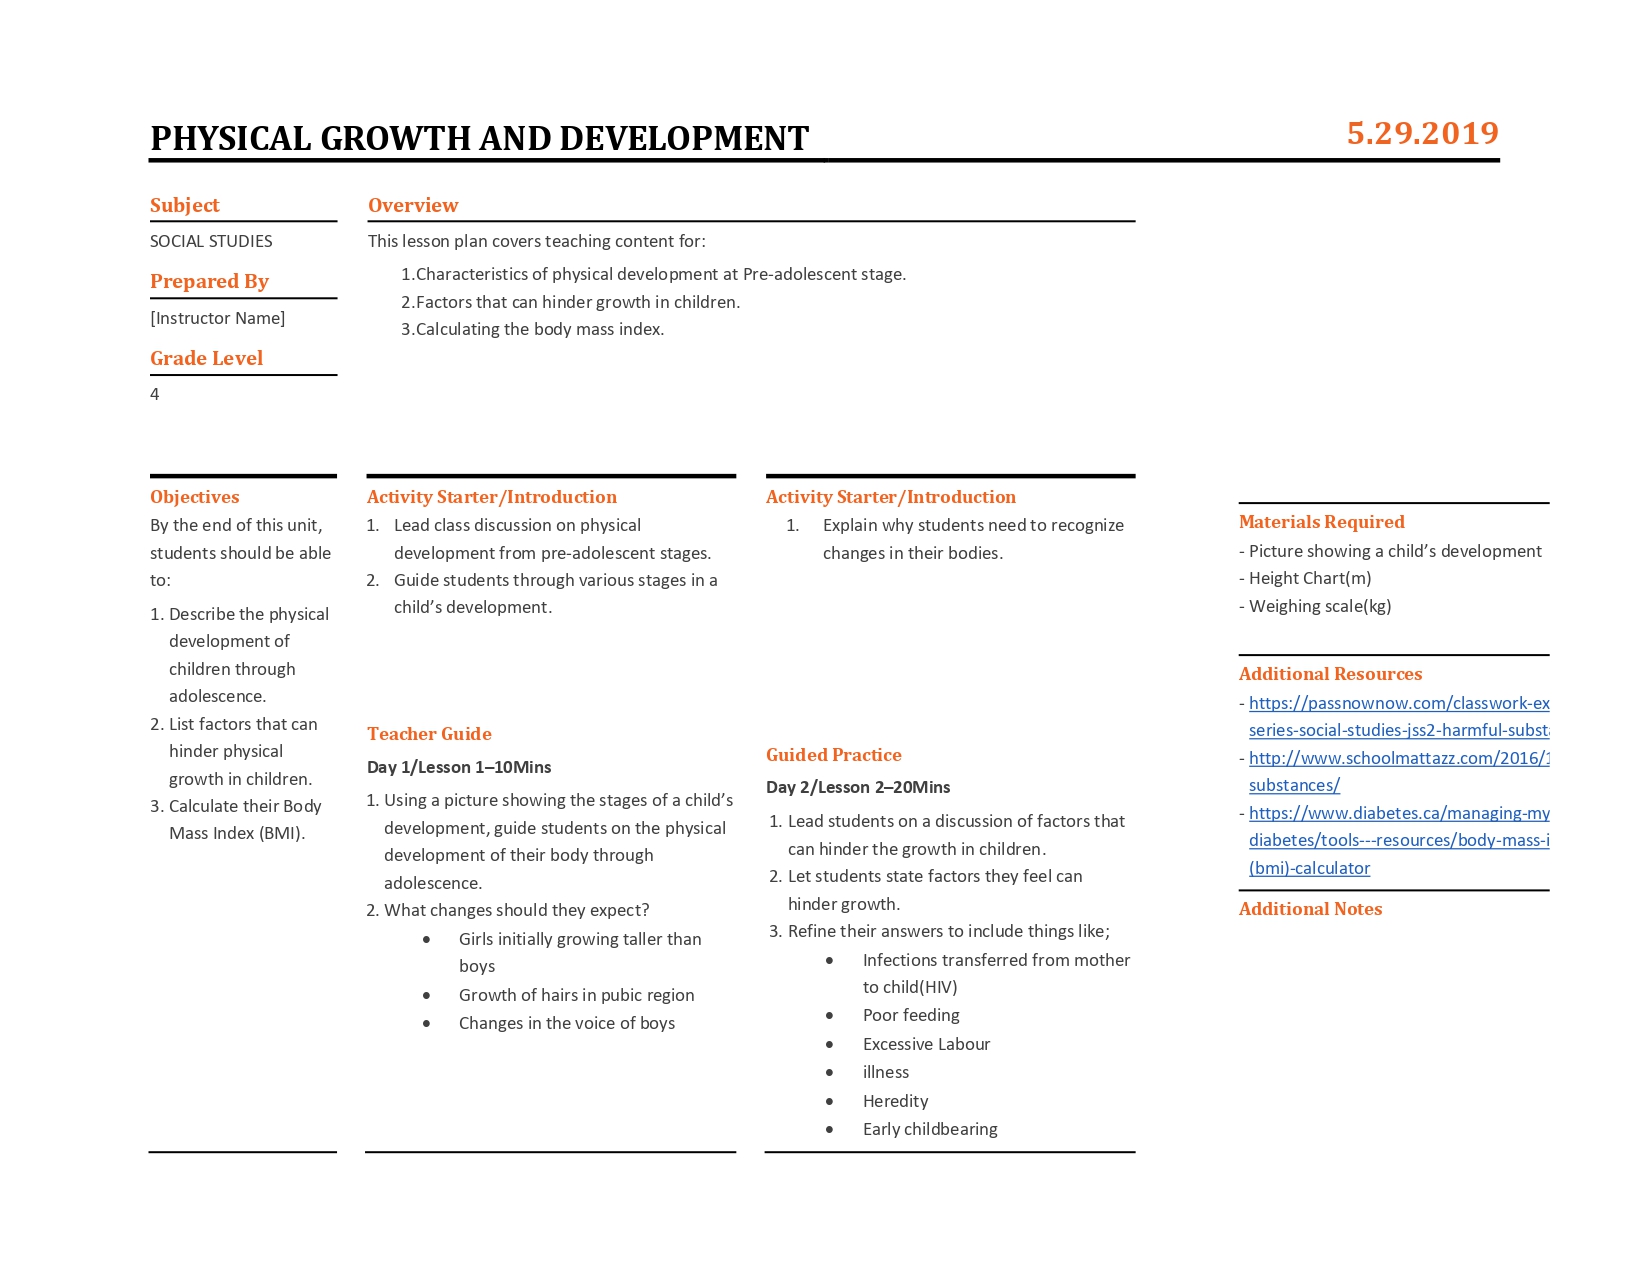 PHYSICAL GROWTH AND DEVELOPMENT
5.29.2019
Subject
SOCIAL STUDIES
Prepared By
[Instructor Name]
Grade Level
4
Overview
This lesson plan covers teaching content for:
1.Characteristics of physical development at Pre-adolescent stage.
2.Factors that can hinder growth in children.
3.Calculating the body mass index.
Objectives
By the end of this unit,
students should be able
to:
1. Describe the physical
development of
children through
adolescence.
2. List factors that can
hinder physical
growth in children.
3. Calculate their Body
Mass Index (BMI).
Activity Starter/Introduction
1. Lead class discussion on physical
development from pre-adolescent stages.
2. Guide students through various stages in a
child’s development.
Teacher Guide
Day 1/Lesson 1–10Mins
1. Using a picture showing the stages of a child’s
development, guide students on the physical
development of their body through
adolescence.
2. What changes should they expect?
• Girls initially growing taller than
boys
• Growth of hairs in pubic region
• Changes in the voice of boys
Activity Starter/Introduction
1. Explain why students need to recognize
changes in their bodies.
Guided Practice
Day 2/Lesson 2–20Mins
1. Lead students on a discussion of factors that
can hinder the growth in children.
2. Let students state factors they feel can
hinder growth.
3. Refine their answers to include things like;
• Infections transferred from mother
to child(HIV)
• Poor feeding
• Excessive Labour
• illness
• Heredity
• Early childbearing
Materials Required
- Picture showing a child’s development
- Height Chart(m)
- Weighing scale(kg)
Additional Resources
- https://passnownow.com/classwork-ex
series-social-studies-jss2-harmful-subst
- http://www.schoolmattazz.com/2016/1
substances/
- https://www.diabetes.ca/managing-my
diabetes/tools---resources/body-mass-i
(bmi)-calculator
Additional Notes